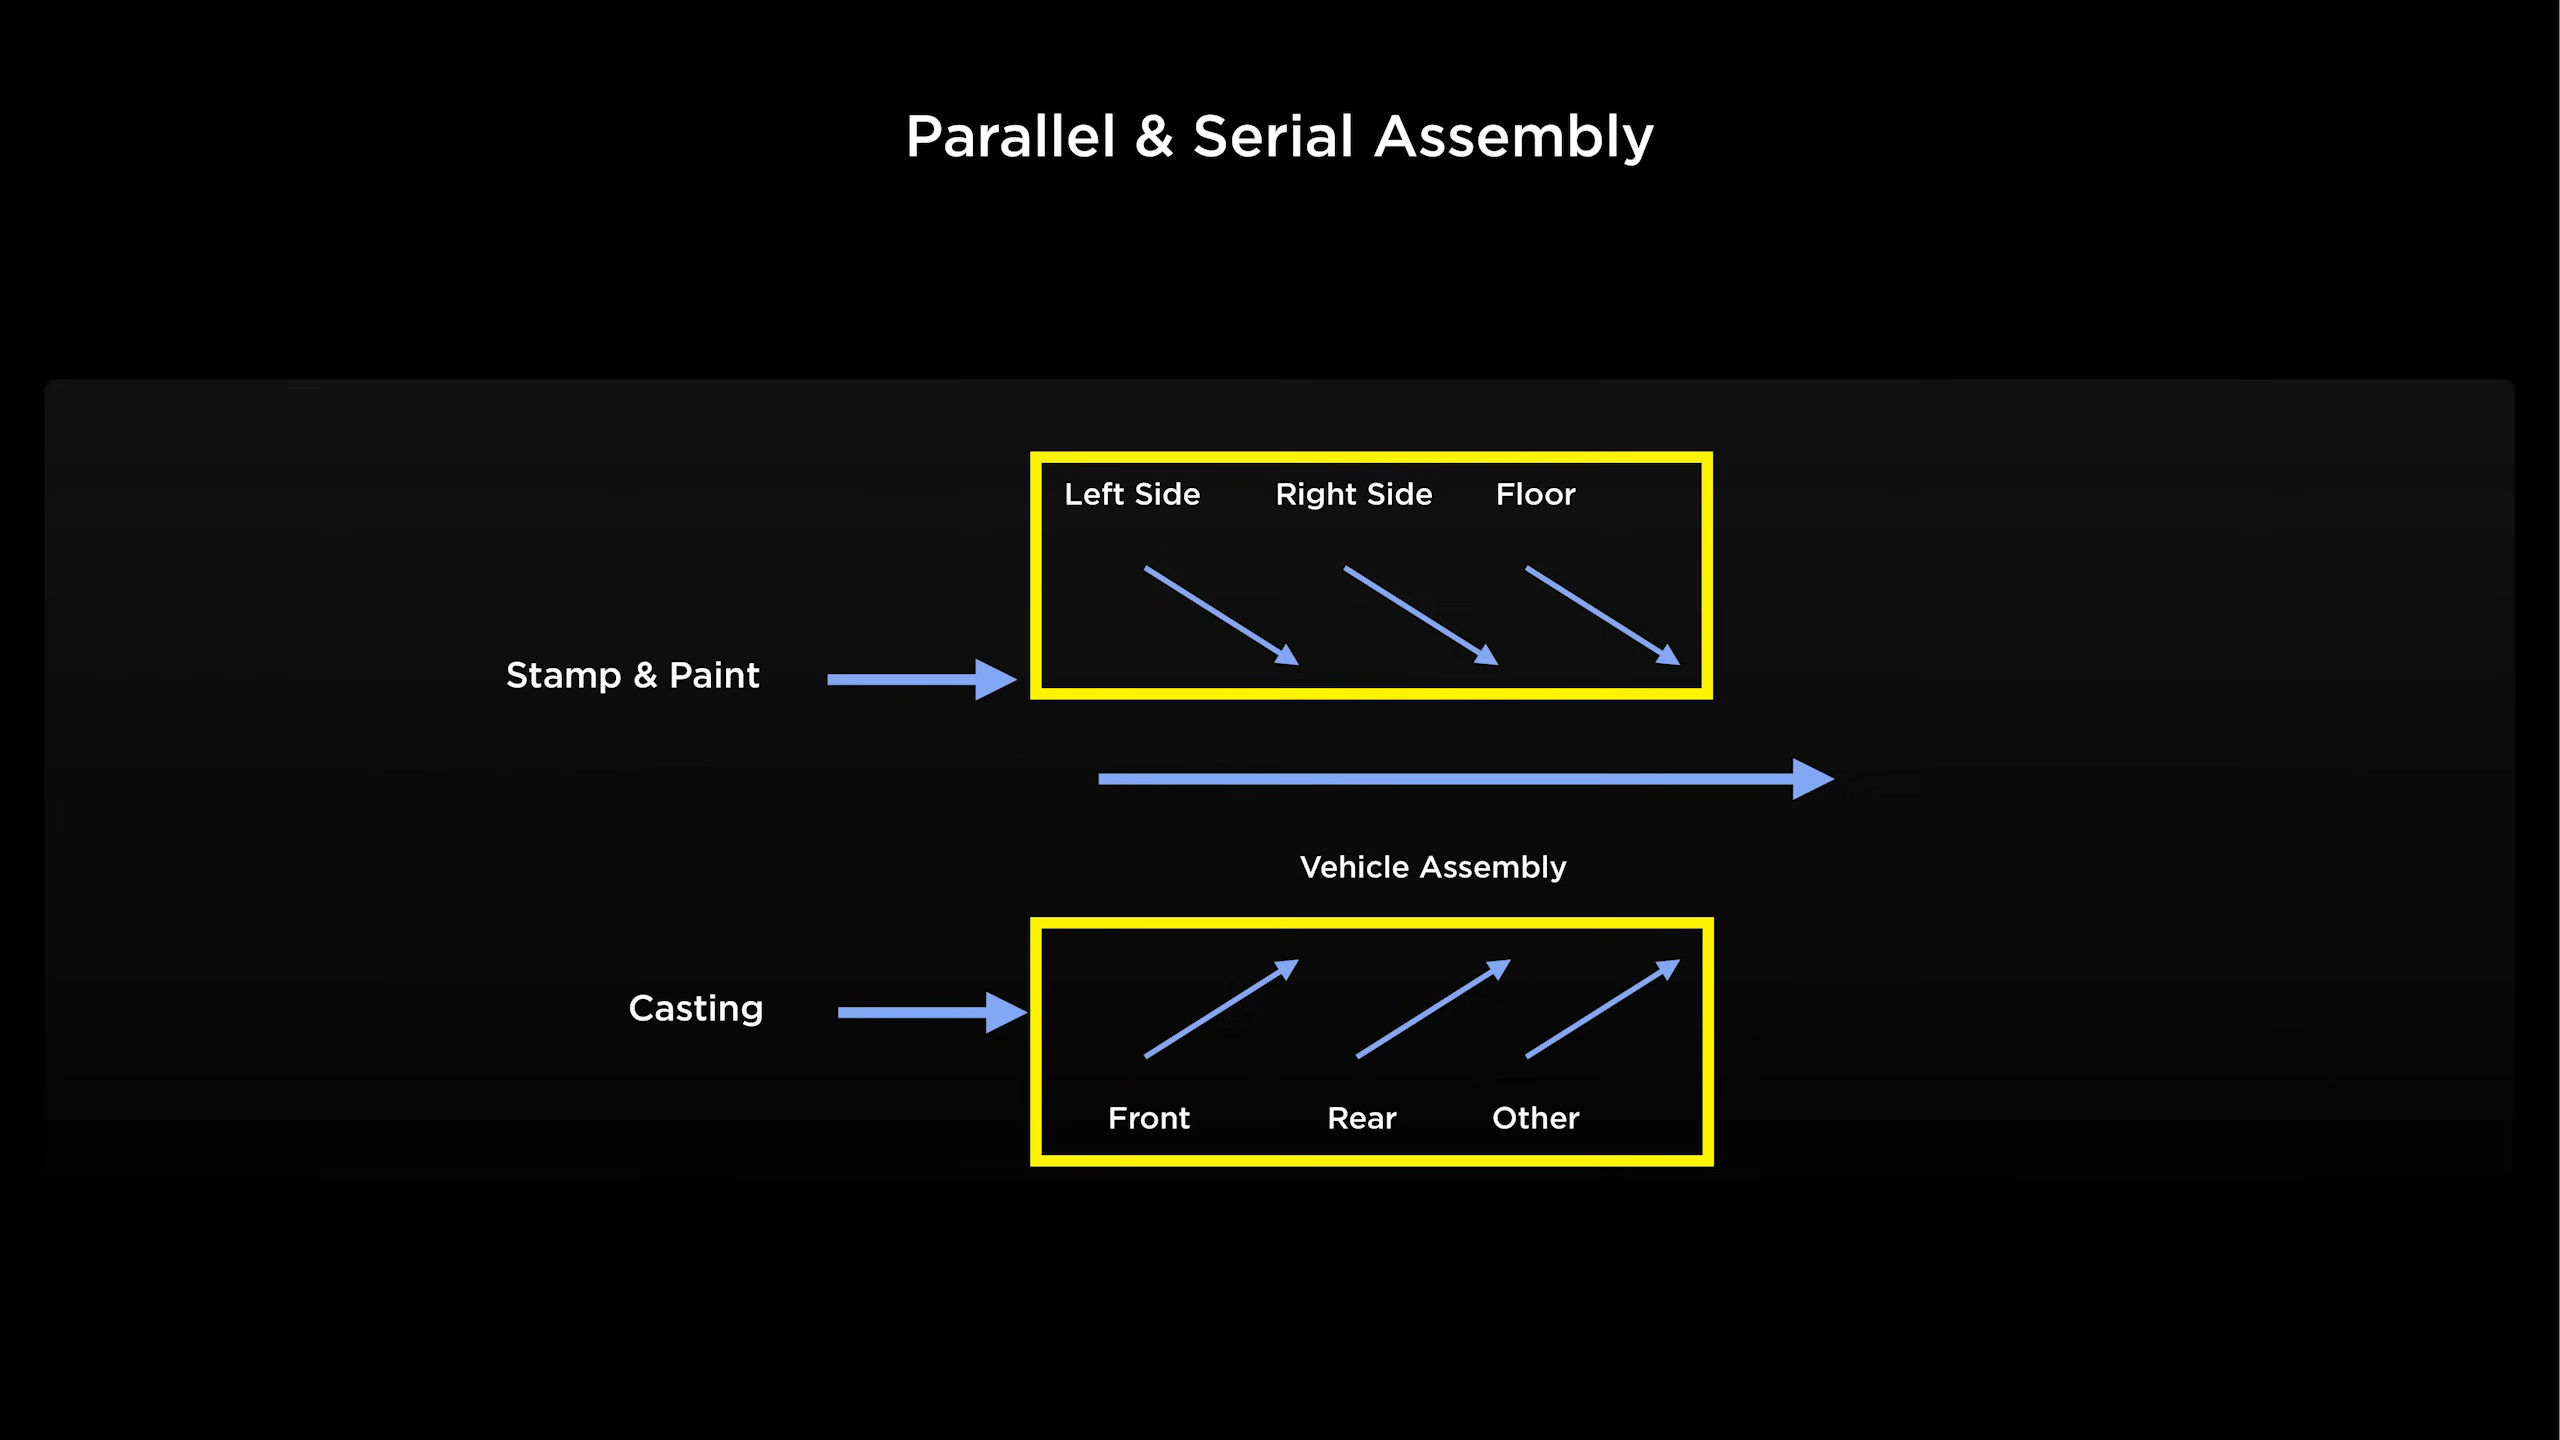 Parallel & Serial Assembly
Left Side
Right Side
Floor
Stamp & Paint
Vehicle Assembly
Casting
Front
Rear
Other